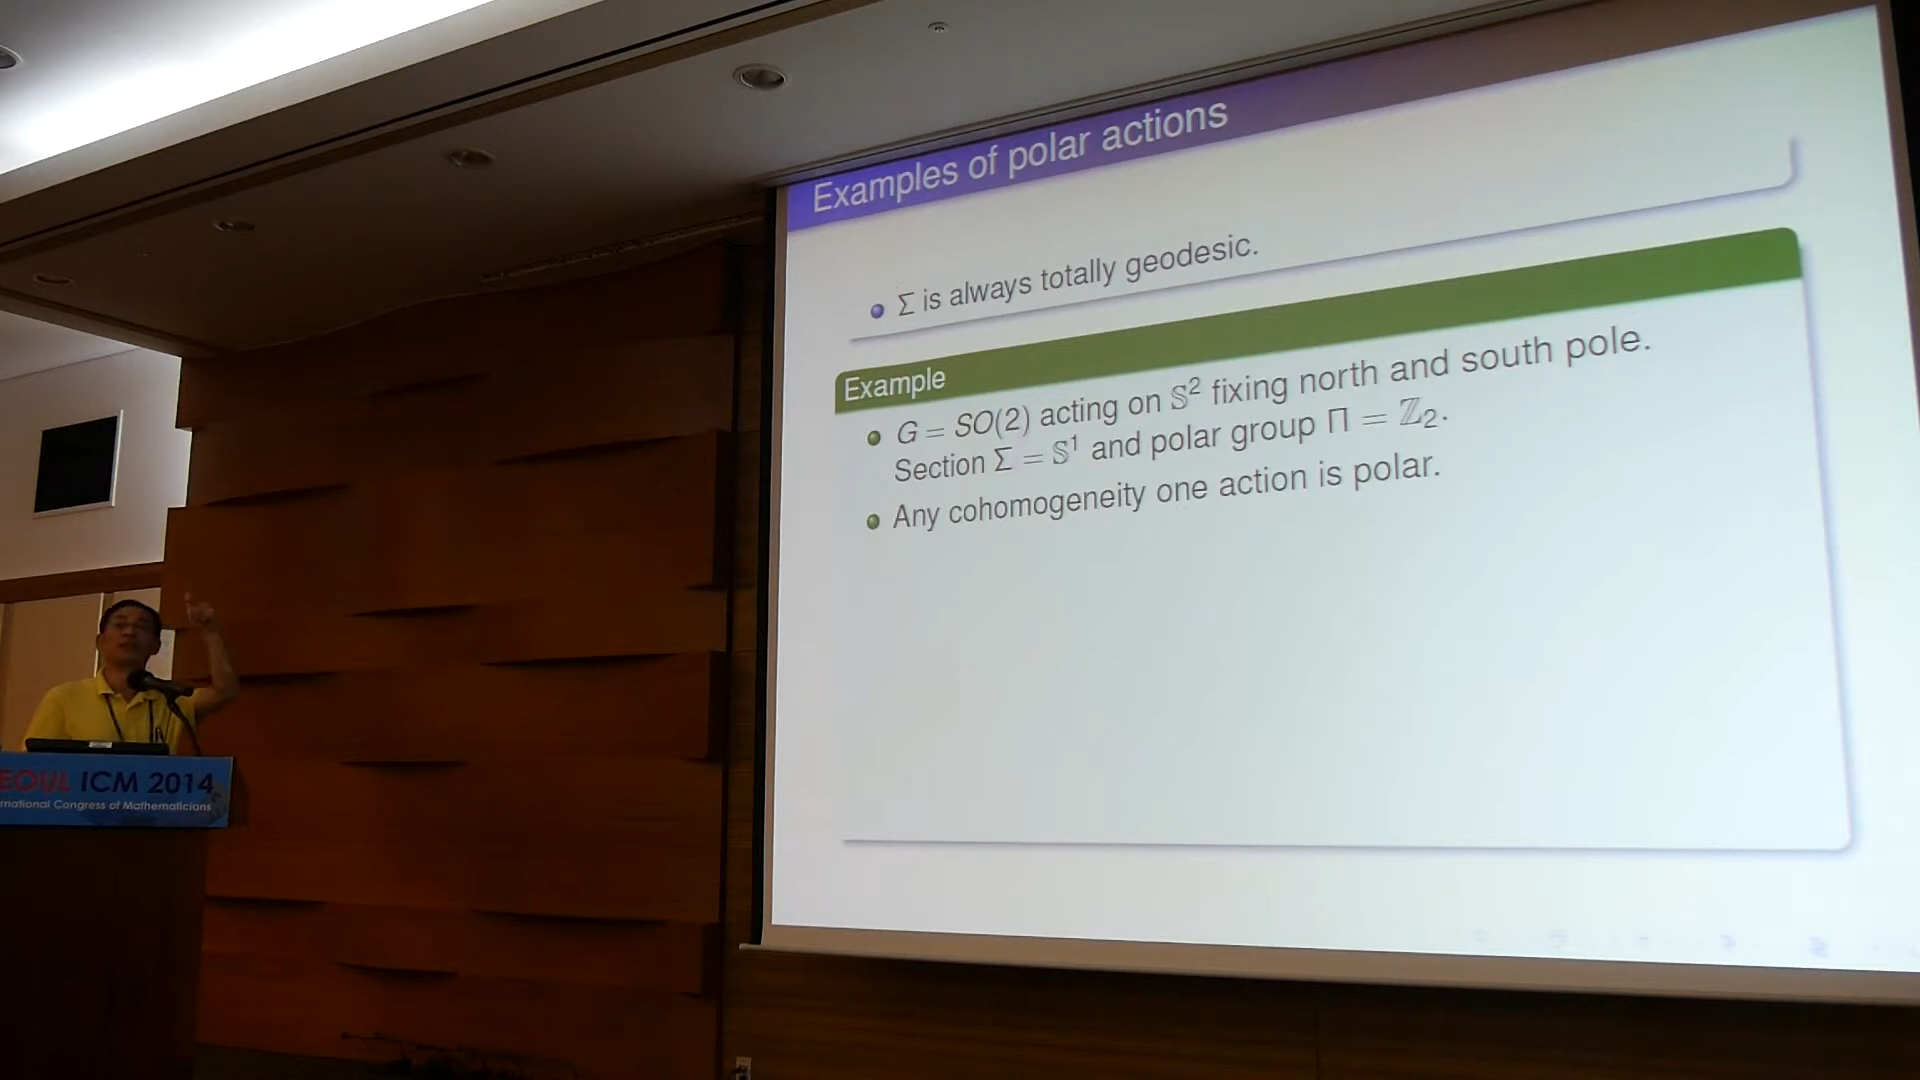 Examples of polar actions
Σ is always totally geodesic.
Example
G = SO(2) acting on 𝕊² fixing north and south pole.
Section Σ = 𝕊¹ and polar group Π = ℤ₂.
Any cohomogeneity one action is polar.
EOUL ICM 2014
rnational Congress of Mathematicians